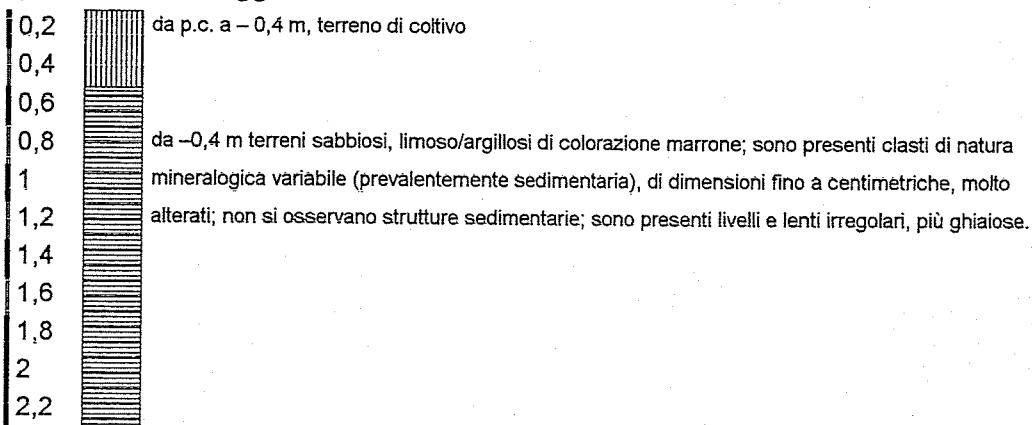 0,2 da p.c. a – 0,4 m, terreno di coltivo
0,4
0,6
0,8 da –0,4 m terreni sabbiosi, limoso/argillosi di colorazione marrone; sono presenti clasti di natura
1 mineralogica variabile (prevalentemente sedimentaria), di dimensioni fino a centimetriche, molto
1,2 alterati; non si osservano strutture sedimentarie; sono presenti livelli e lenti irregolari, più ghiaiose.
1,4
1,6
1,8
2
2,2